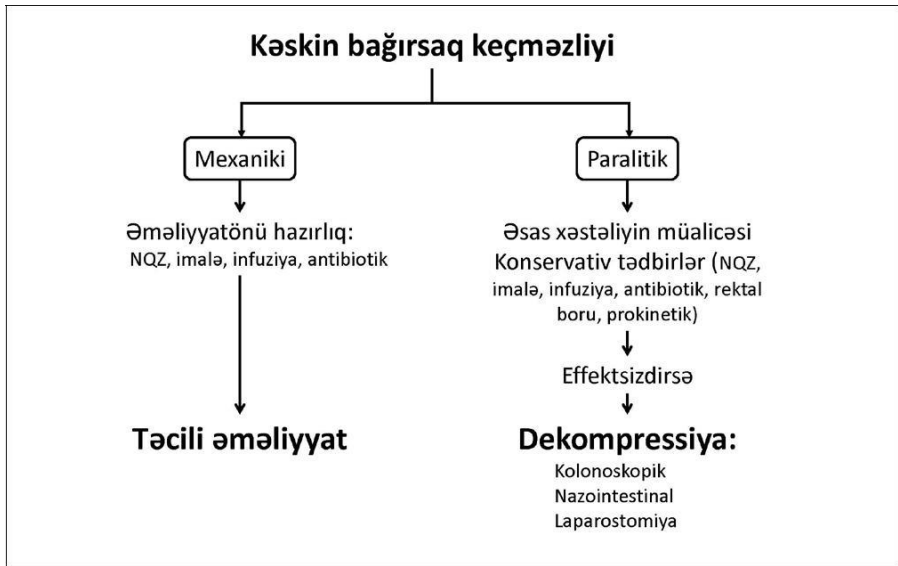 Kəskin bağırsaq keçməzliyi
Mexaniki
Əməliyyatönü hazırlıq:
NQZ, imalə, infuziya, antibiotik
Təcili əməliyyat
Paralitik
Əsas xəstəliyin müalicəsi
Konservativ tədbirlər (NQZ,
imalə, infuziya, antibiotik, rektal
boru, prokinetik)
Effektsizdirsə
Dekompressiya:
Kolonoskopik
Nazointestinal
Laparostomiya